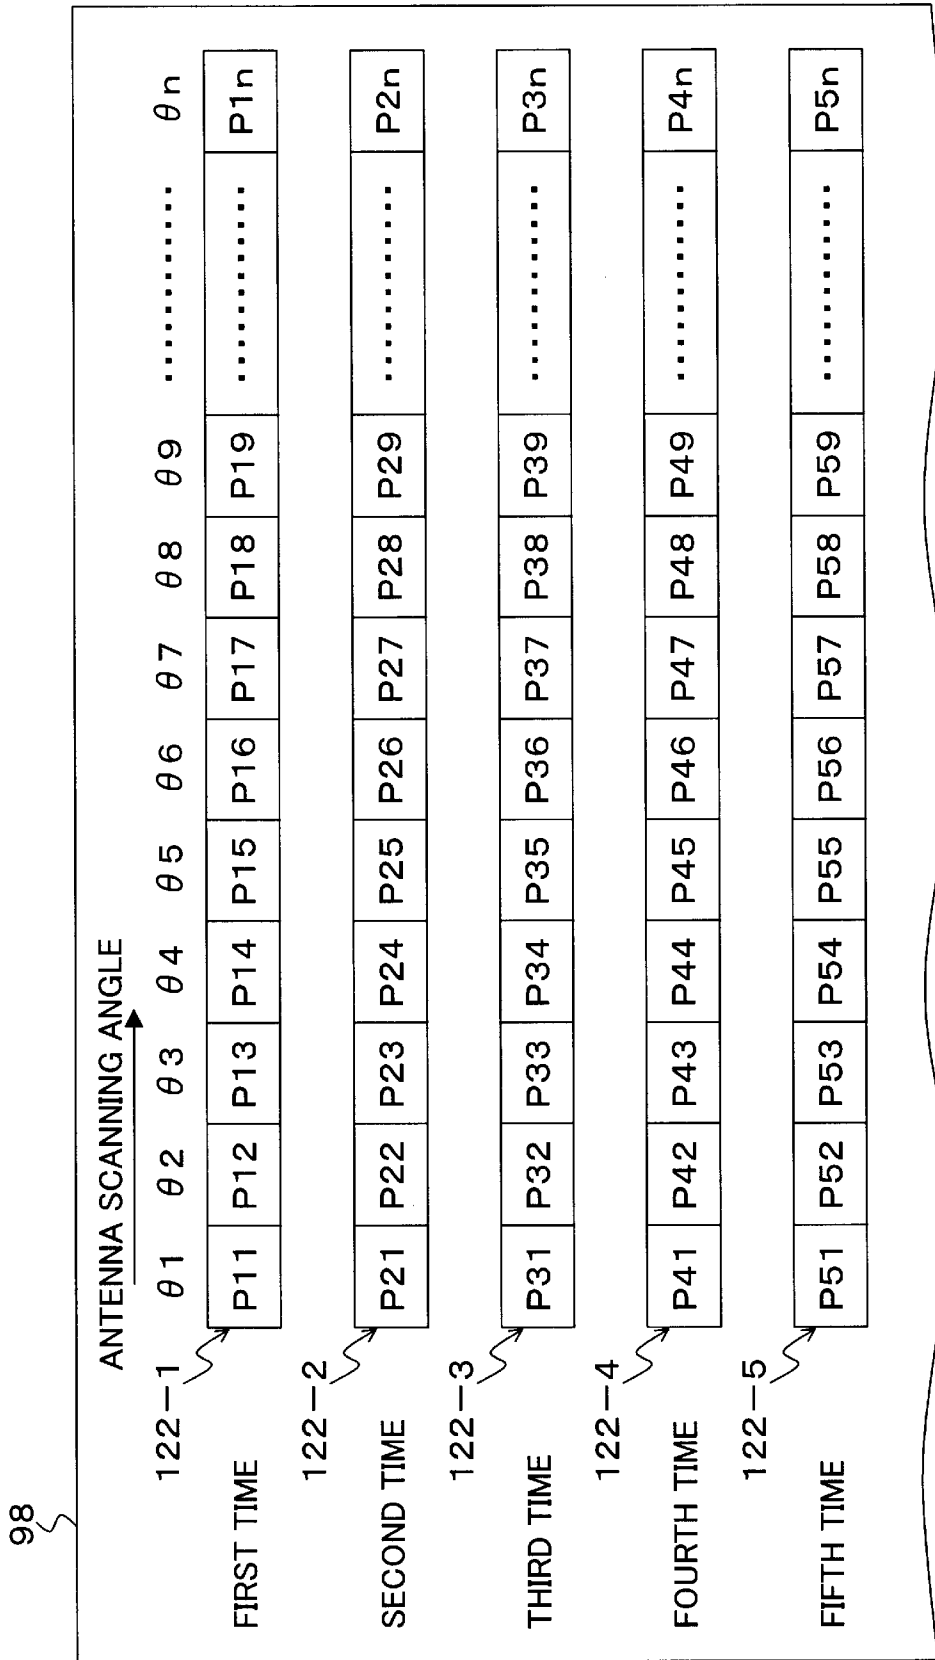 98
ANTENNA SCANNING ANGLE
θ1 θ2 θ3 θ4 θ5 θ6 θ7 θ8 θ9 ........... θn
122-1
FIRST TIME P11 P12 P13 P14 P15 P16 P17 P18 P19 ........... P1n
122-2
SECOND TIME P21 P22 P23 P24 P25 P26 P27 P28 P29 ........... P2n
122-3
THIRD TIME P31 P32 P33 P34 P35 P36 P37 P38 P39 ........... P3n
122-4
FOURTH TIME P41 P42 P43 P44 P45 P46 P47 P48 P49 ........... P4n
122-5
FIFTH TIME P51 P52 P53 P54 P55 P56 P57 P58 P59 ........... P5n